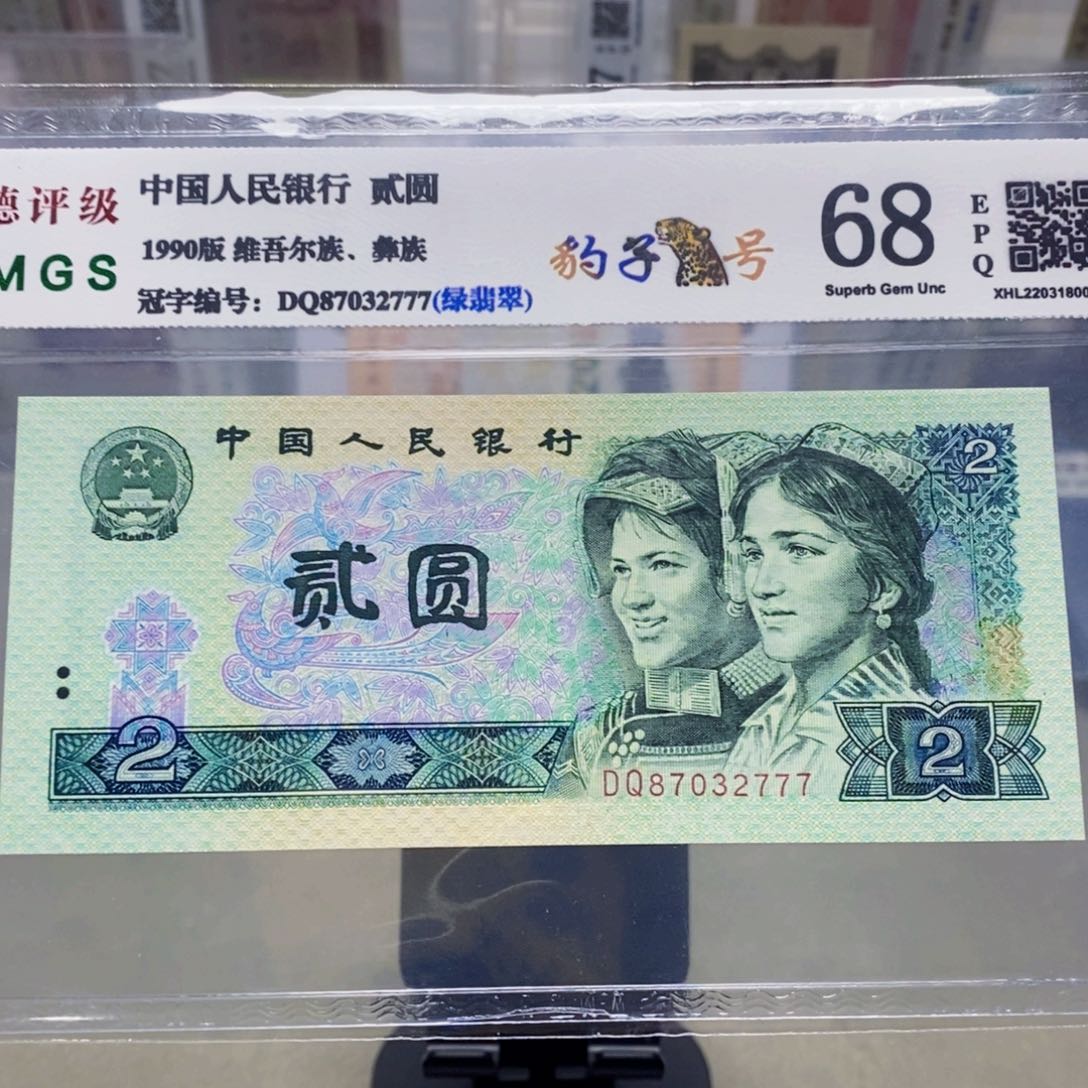 德评级
MGS
中国人民银行 贰圆
1990版 维吾尔族、彝族
冠字编号：DQ87032777(绿翡翠)
豹子号
68
Superb Gem Unc
EPQ
XHL22031800
中国人民银行
2
贰圆
2
2
DQ87032777